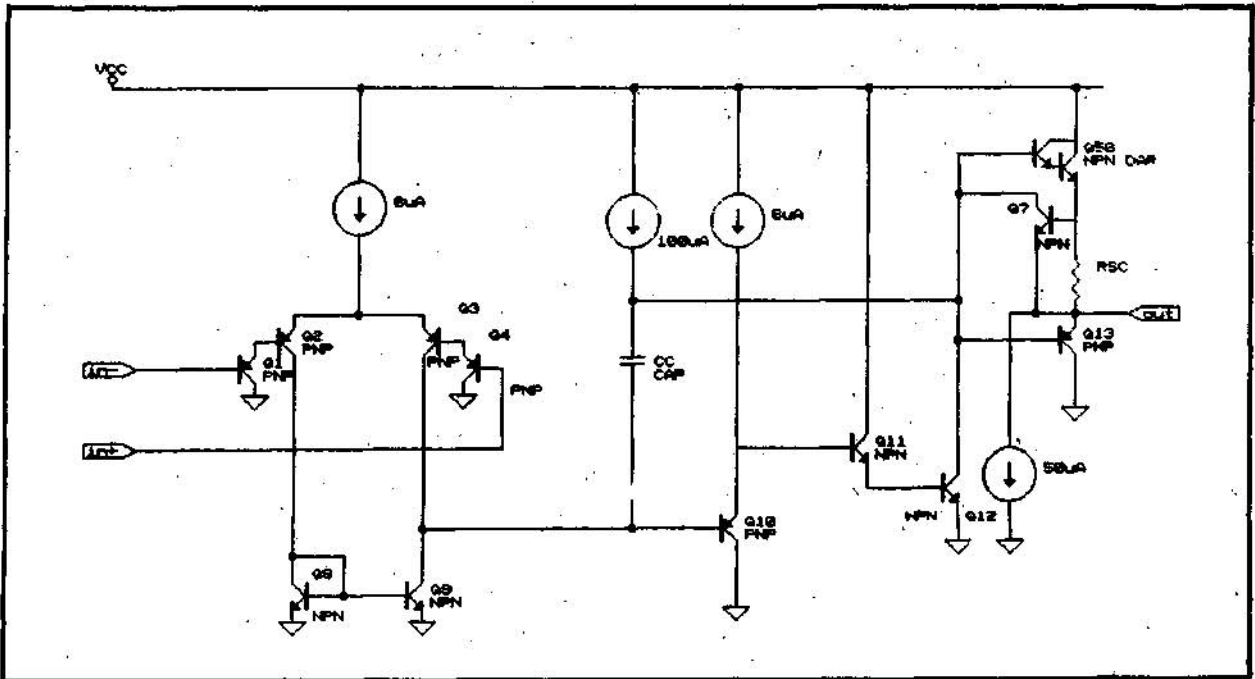 VCC
6uA
100uA
6uA
Q5G
NPN DAR
Q7
NPN
RSC
out
Q13
PNP
Q3
Q4
Q2
PNP
Q1
PNP
PNP
PNP
in-
in+
CC
CAP
Q11
NPN
50uA
NPN
Q12
Q10
PNP
Q8
NPN
Q9
NPN